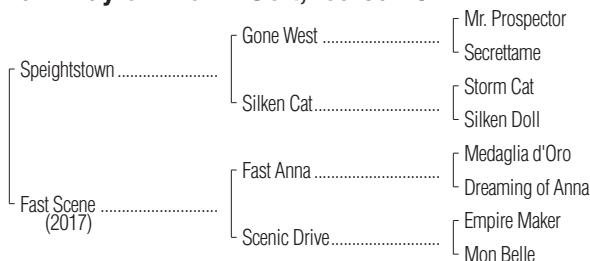 Mr. Prospector
Gone West
Secrettame
Speightstown
Storm Cat
Silken Cat
Silken Doll
Medaglia d'Oro
Fast Anna
Dreaming of Anna
Fast Scene
(2017)
Empire Maker
Scenic Drive
Mon Belle